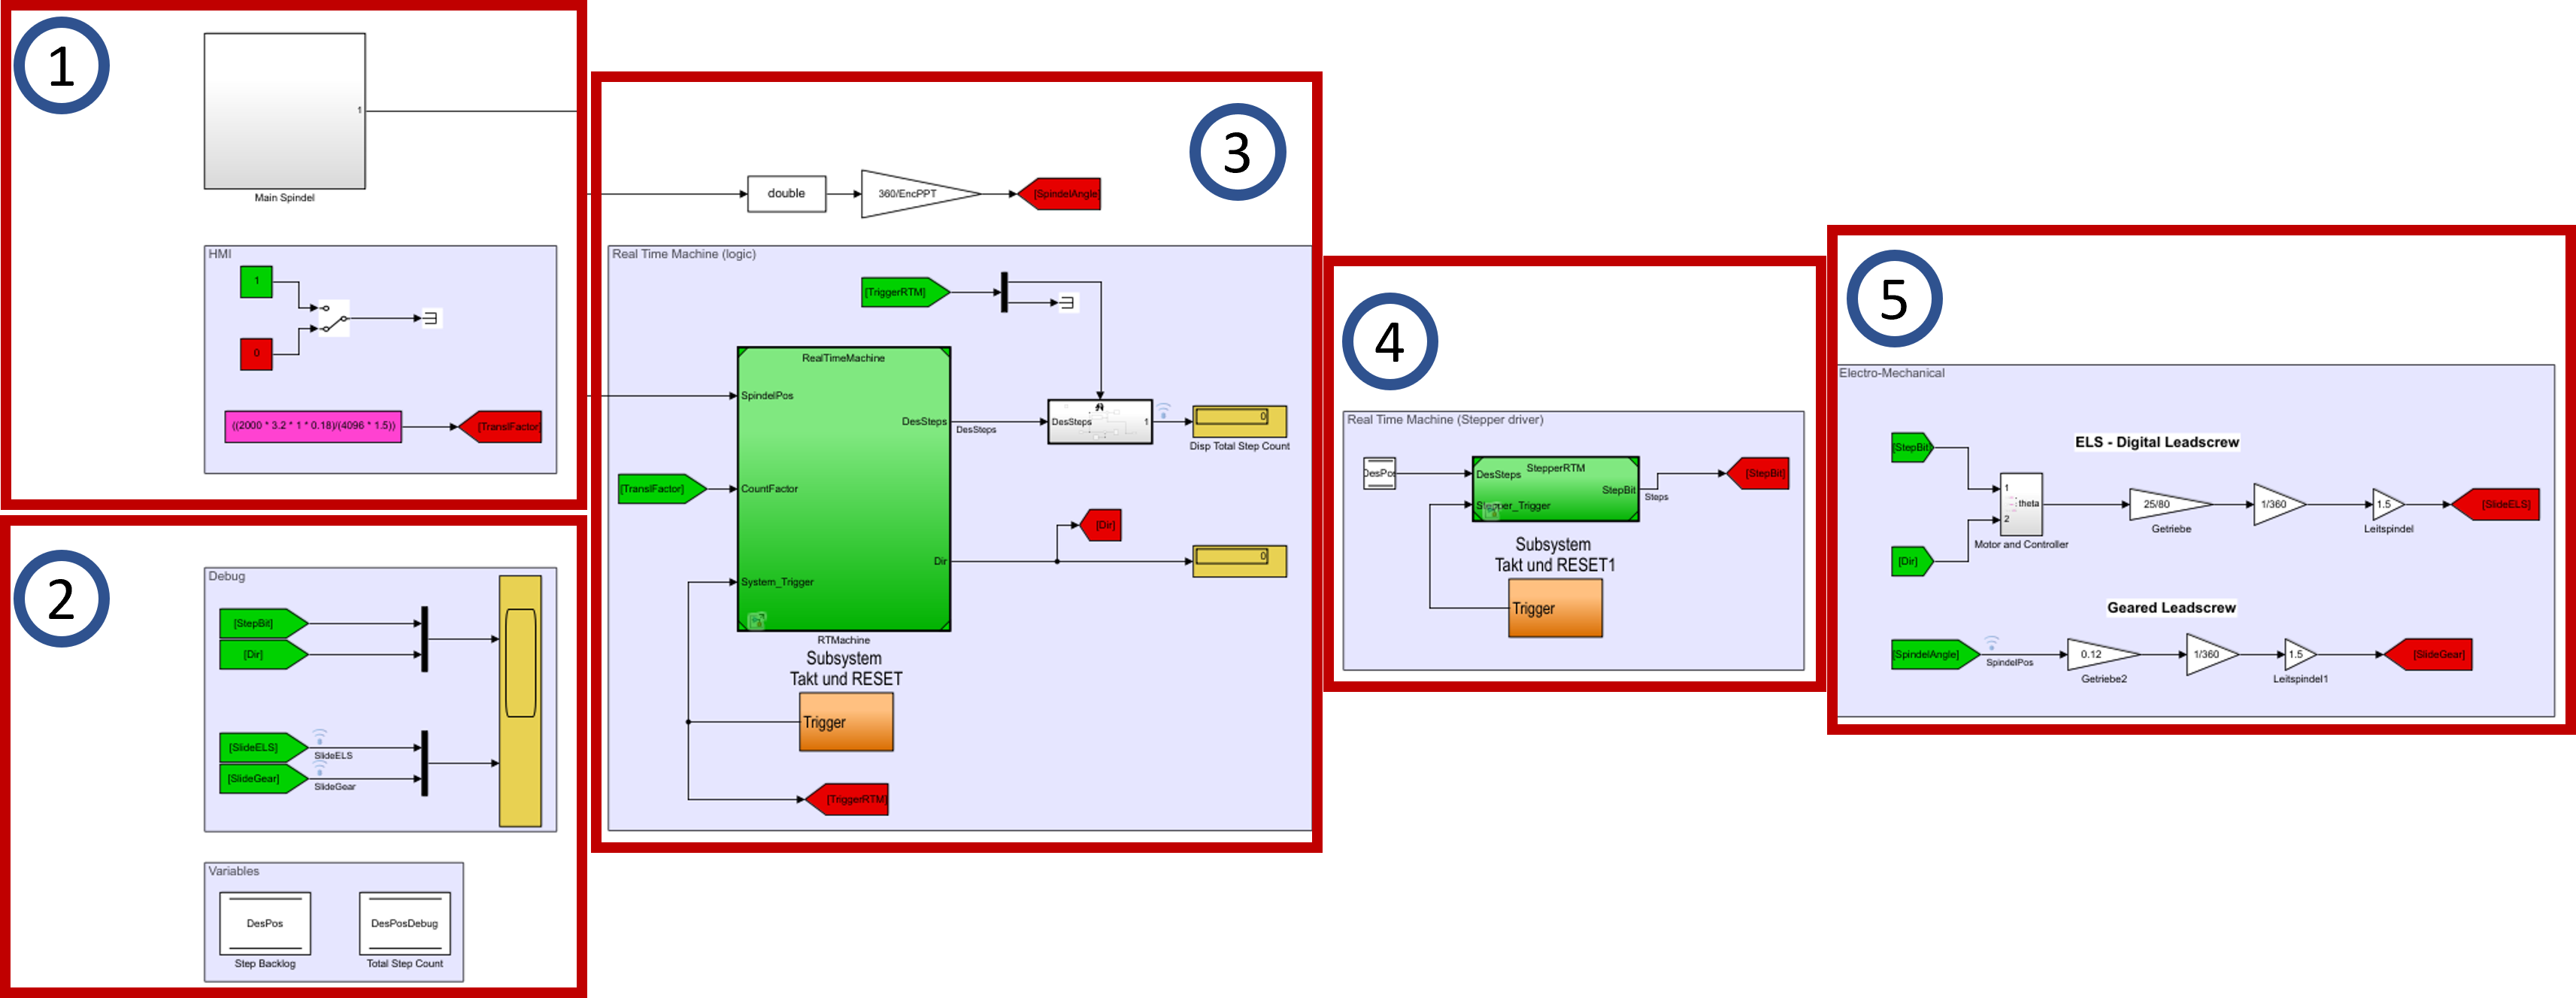 1
1
Main Spindel
HMI
1
0
((2000 * 3.2 * 1 * 0.18)/(4096 * 1.5))
[TranslFactor]
2
Debug
[StepBit]
[Dir]
[SlideELS]
SlideELS
[SlideGear]
SlideGear
Variables
DesPos
Step Backlog
DesPosDebug
Total Step Count
3
double
360/EncPPT
[SpindelAngle]
Real Time Machine (logic)
[TriggerRTM]
RealTimeMachine
SpindelPos
CountFactor
System_Trigger
DesSteps
Dir
RTMachine
[TranslFactor]
DesSteps
DesSteps
1
0
Disp Total Step Count
[Dir]
0
Subsystem
Takt und RESET
Trigger
[TriggerRTM]
4
Real Time Machine (Stepper driver)
DesPos
DesSteps
StepperRTM
StepBit
Stepper_Trigger
Steps
[StepBit]
Subsystem
Takt und RESET1
Trigger
5
Electro-Mechanical
ELS - Digital Leadscrew
[StepBit]
[Dir]
1
theta
2
Motor and Controller
25/80
Getriebe
1/360
1.5
Leitspindel
[SlideELS]
Geared Leadscrew
[SpindelAngle]
SpindelPos
0.12
Getriebe2
1/360
1.5
Leitspindel1
[SlideGear]